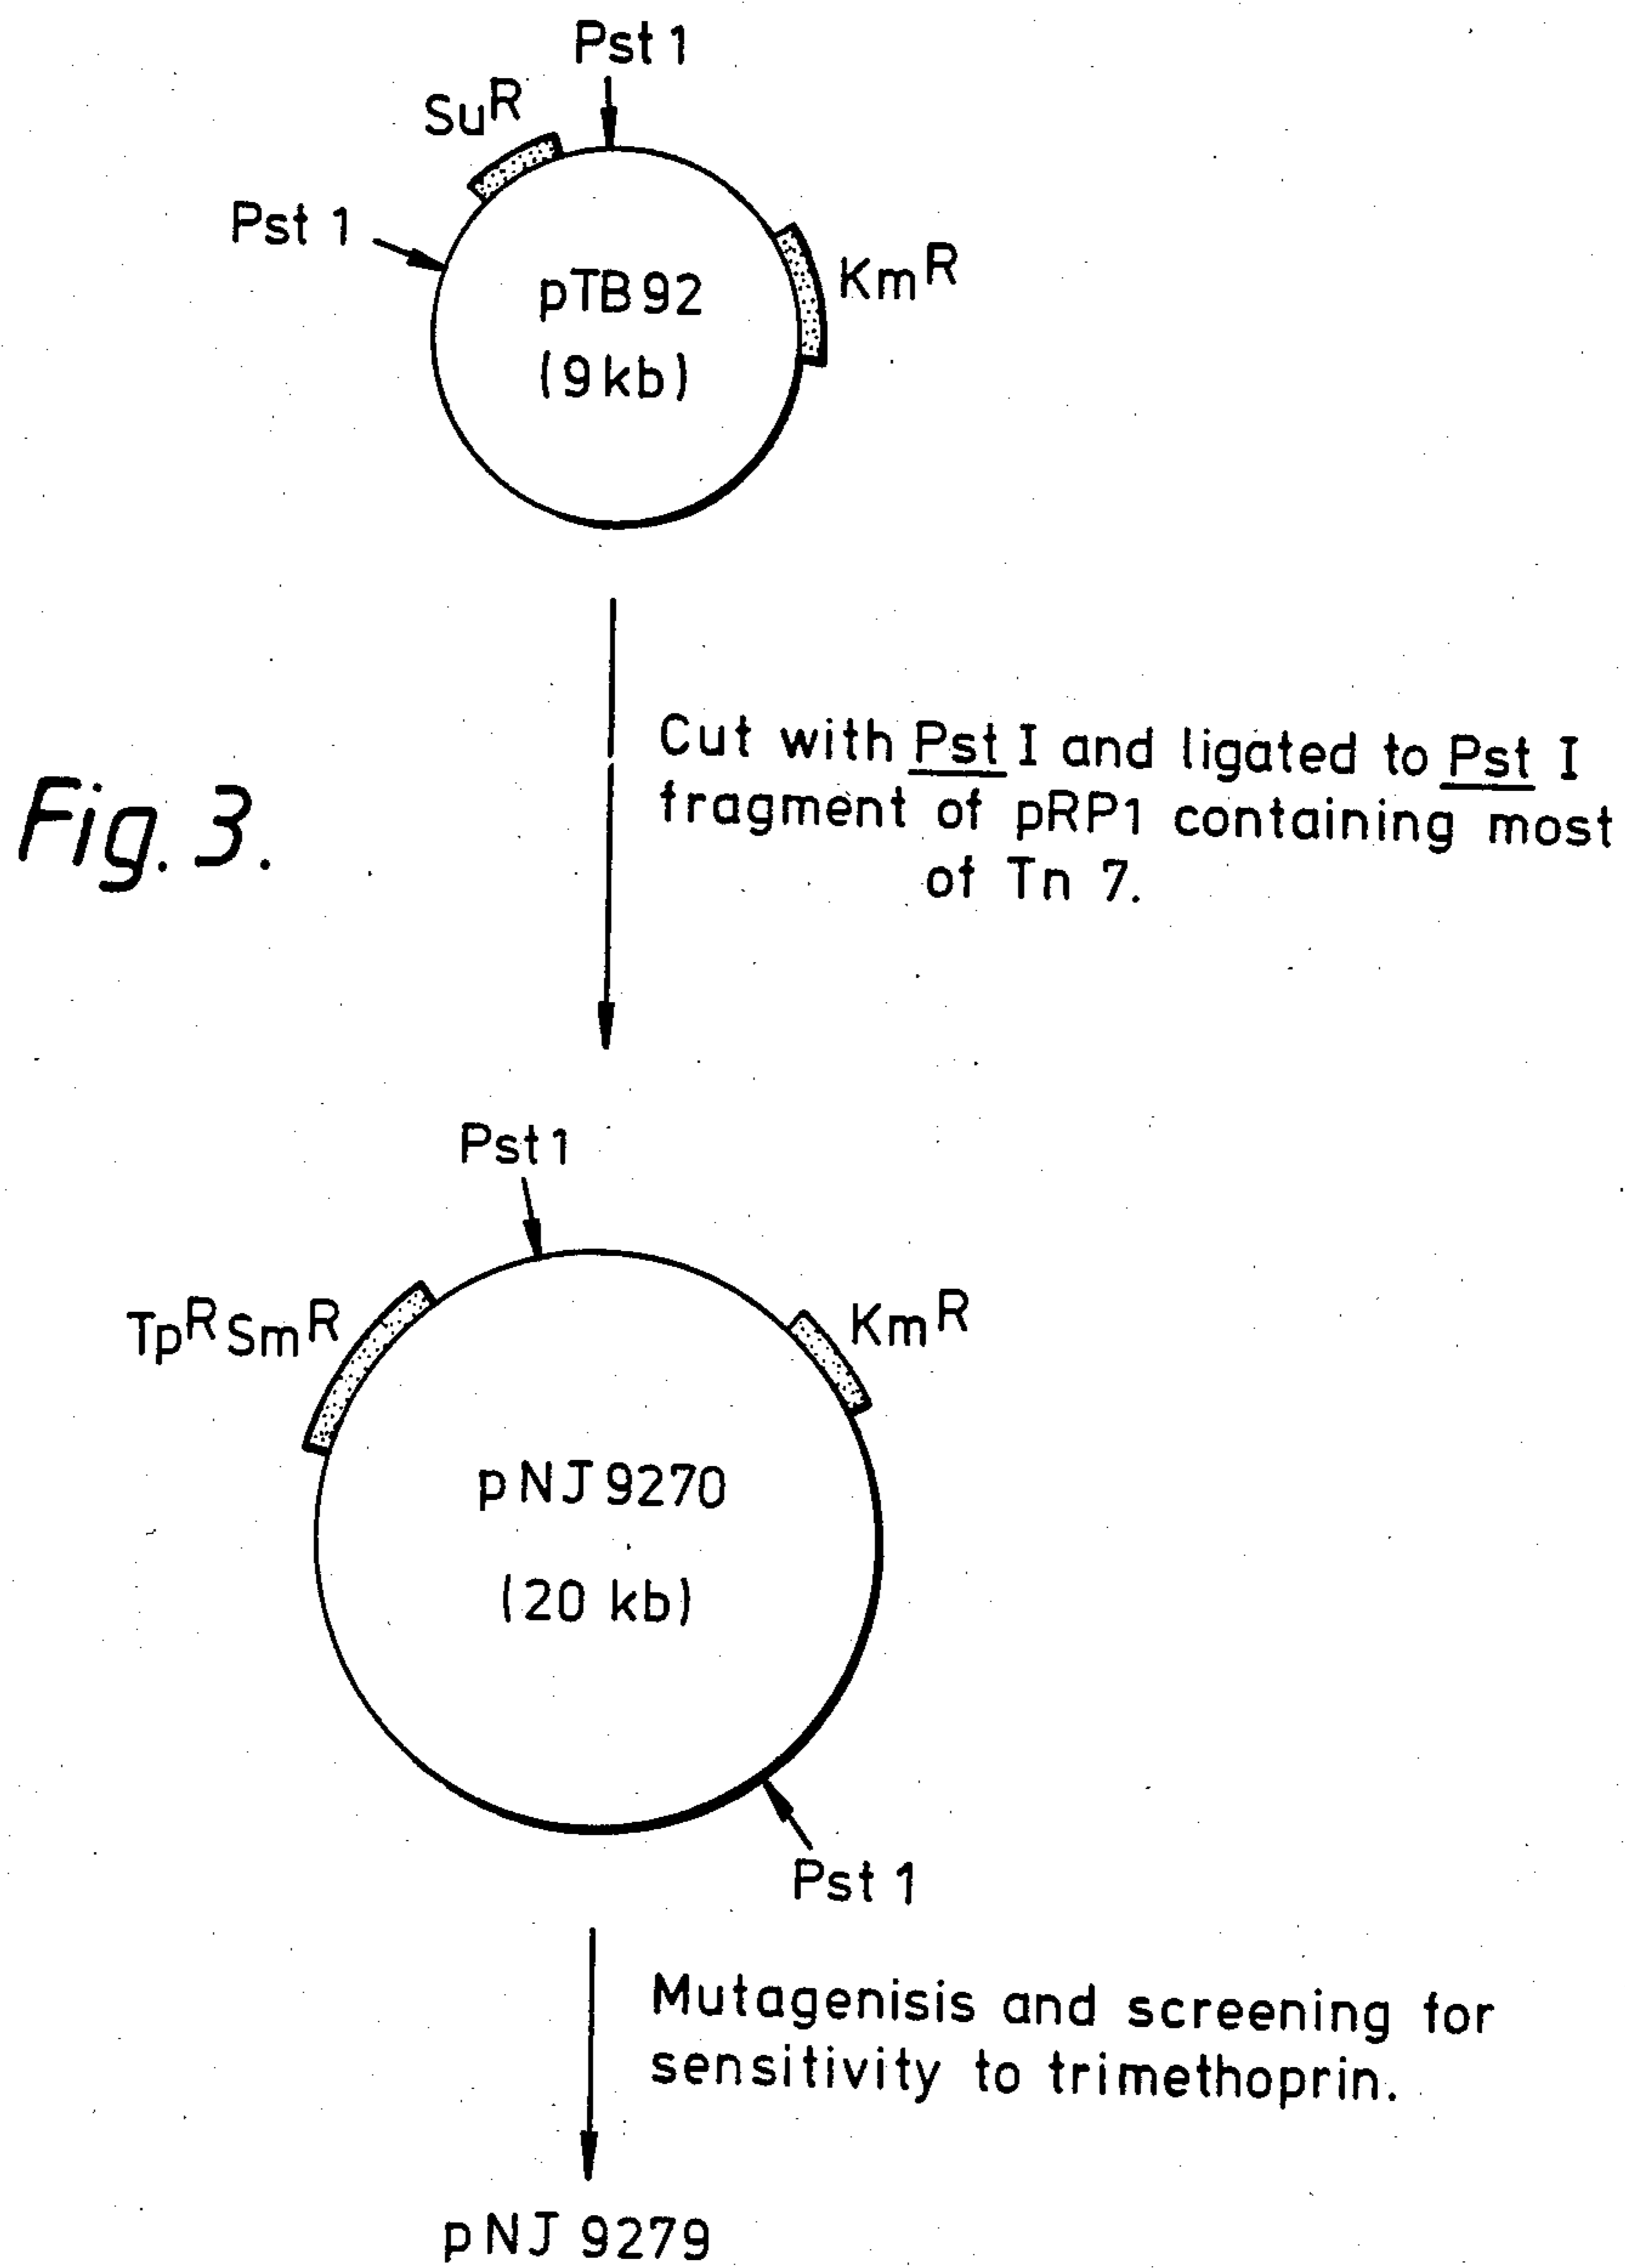 Pst 1
SuR
Pst 1
KmR
pTB92
(9kb)
Cut with Pst I and ligated to Pst I
fragment of pRP1 containing most
of Tn 7.
Fig. 3.
Pst 1
TpRSmR
KmR
pNJ 9270
(20 kb)
Pst 1
Mutagenisis and screening for
sensitivity to trimethoprin.
pNJ 9279